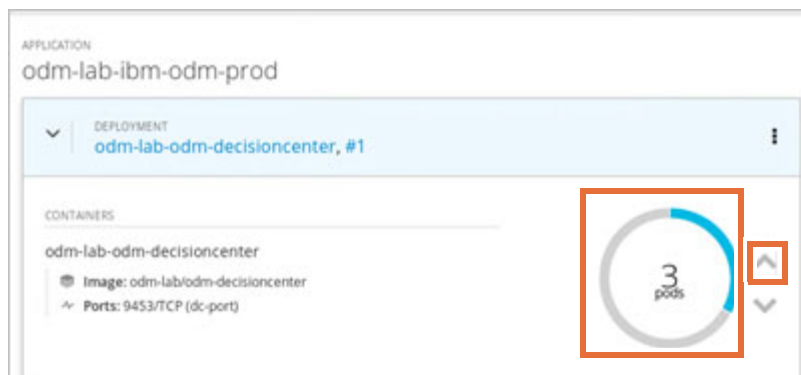 APPLICATION
odm-lab-ibm-odm-prod
DEPLOYMENT
odm-lab-odm-decisioncenter, #1
CONTAINERS
odm-lab-odm-decisioncenter
Image: odm-lab/odm-decisioncenter
Ports: 9453/TCP (dc-port)
3
pods